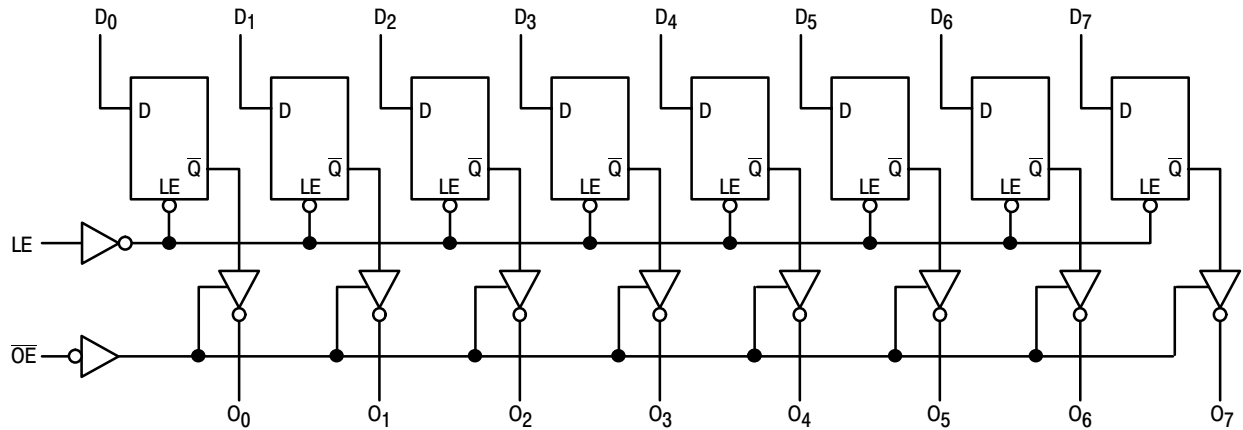 D0 D1 D2 D3 D4 D5 D6 D7
D D D D D D D D
Q̅ Q̅ Q̅ Q̅ Q̅ Q̅ Q̅ Q̅
LE LE LE LE LE LE LE LE
LE
O̅E̅
O0 O1 O2 O3 O4 O5 O6 O7